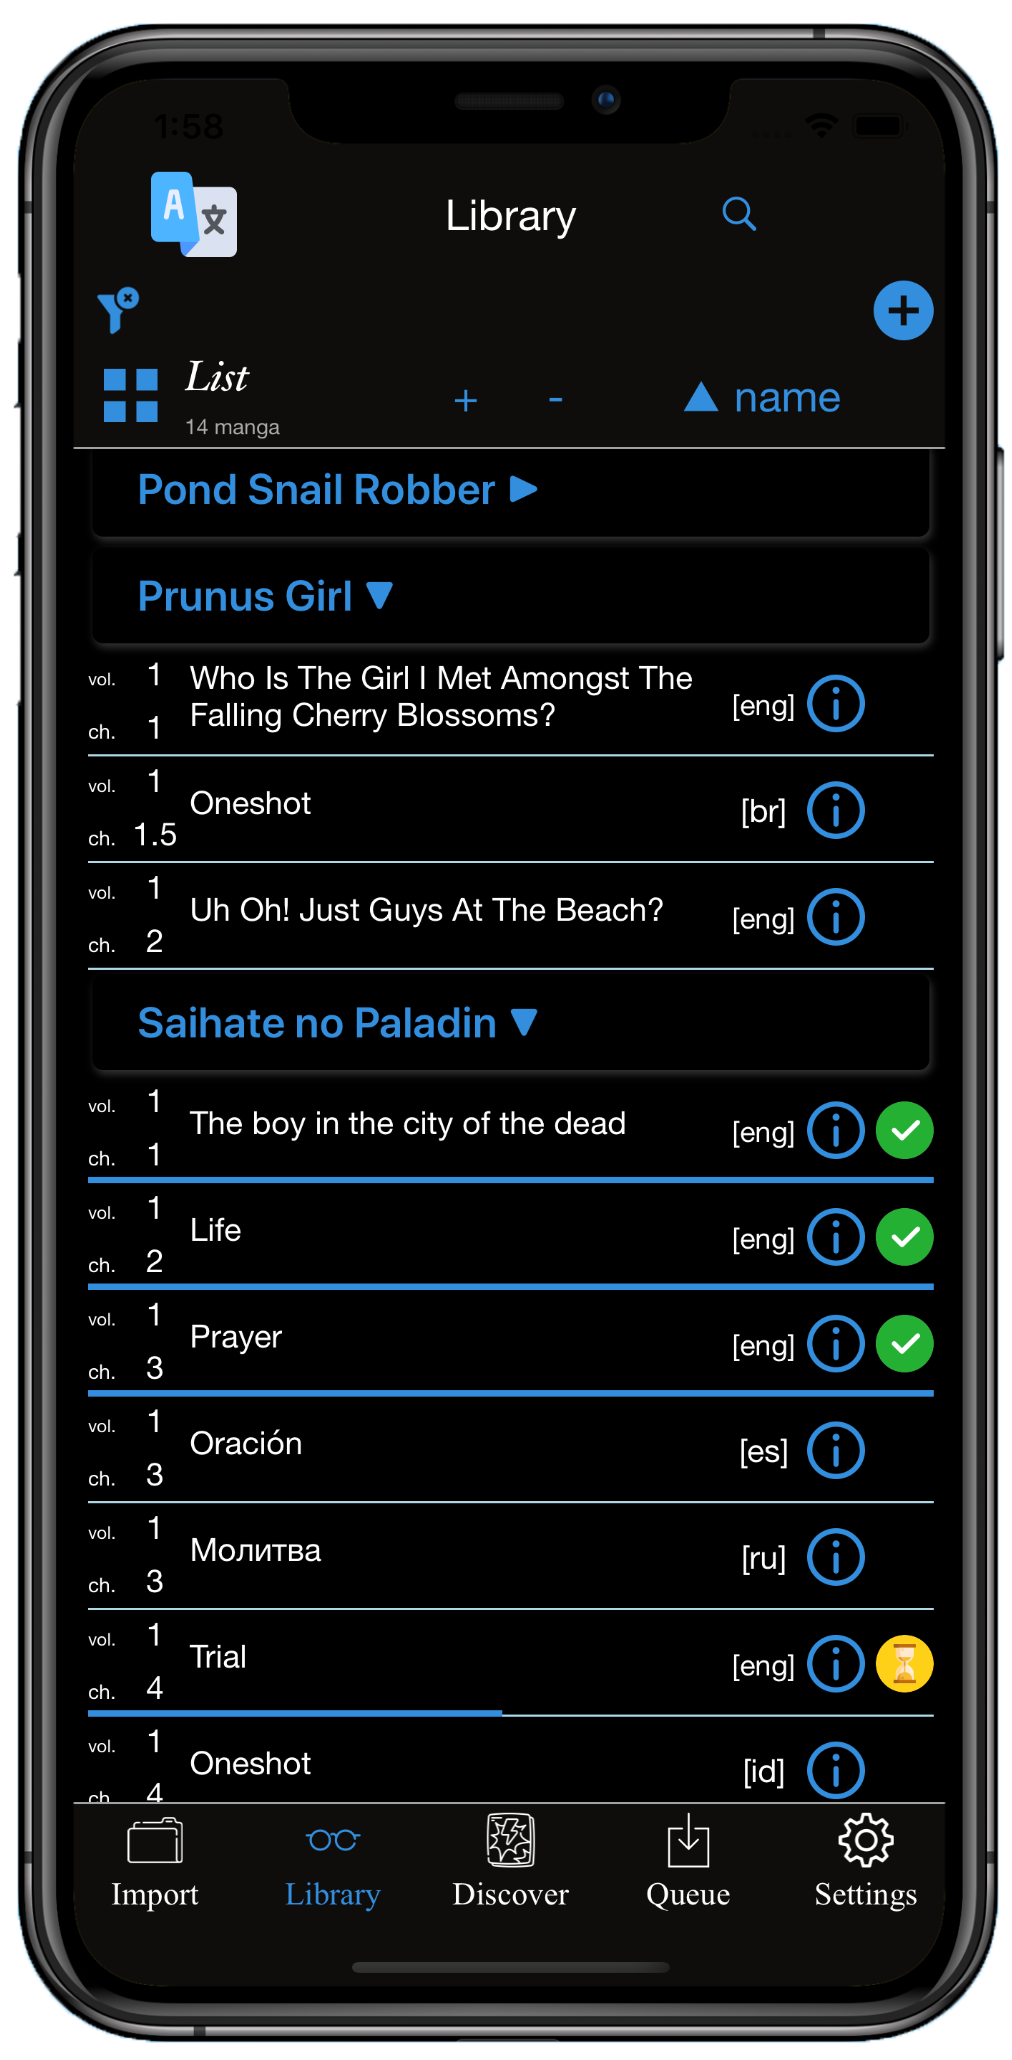 1:58
A 文
Library
List
14 manga
+ - ▲ name
Pond Snail Robber ▶
Prunus Girl ▼
vol. 1
ch. 1
Who Is The Girl I Met Amongst The
Falling Cherry Blossoms?
[eng]
vol. 1
ch. 1.5
Oneshot
[br]
vol. 1
ch. 2
Uh Oh! Just Guys At The Beach?
[eng]
Saihate no Paladin ▼
vol. 1
ch. 1
The boy in the city of the dead
[eng]
vol. 1
ch. 2
Life
[eng]
vol. 1
ch. 3
Prayer
[eng]
vol. 1
ch. 3
Oración
[es]
vol. 1
ch. 3
Молитва
[ru]
vol. 1
ch. 4
Trial
[eng]
vol. 1
ch. 4
Oneshot
[id]
Import
Library
Discover
Queue
Settings